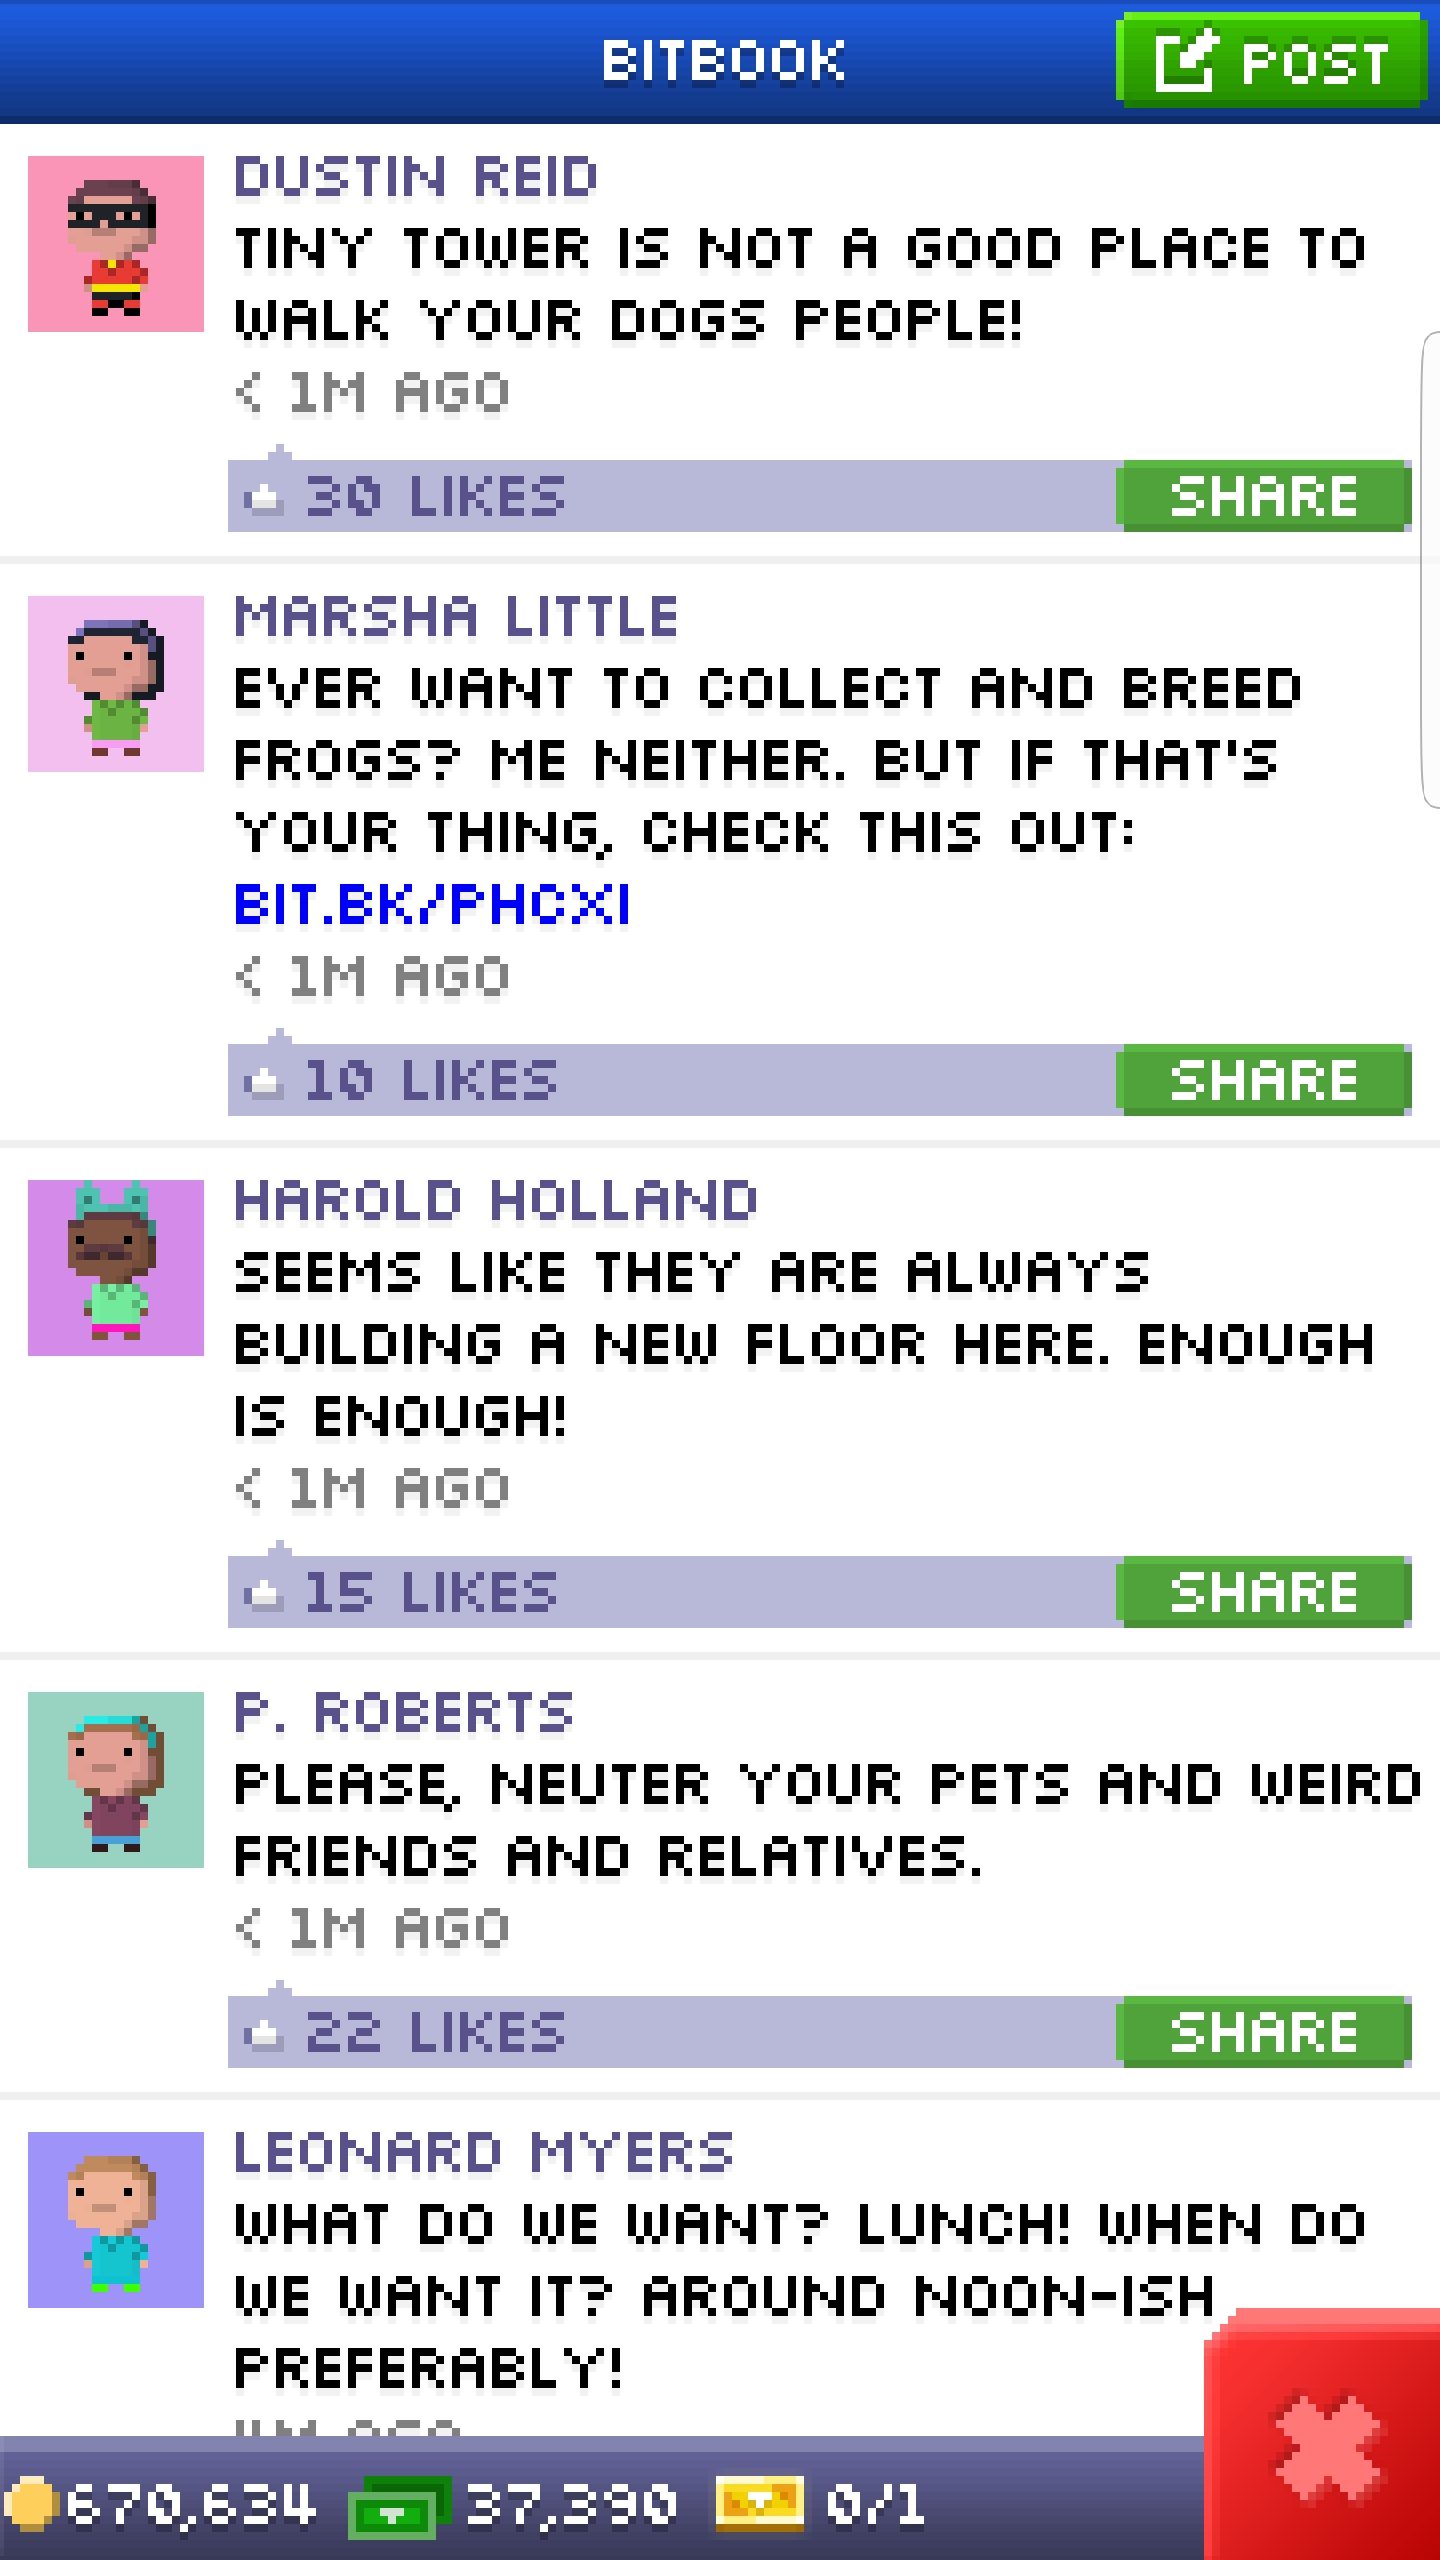 BITBOOK
POST
DUSTIN REID
TINY TOWER IS NOT A GOOD PLACE TO
WALK YOUR DOGS PEOPLE!
< 1M AGO
30 LIKES
SHARE
MARSHA LITTLE
EVER WANT TO COLLECT AND BREED
FROGS? ME NEITHER. BUT IF THAT'S
YOUR THING, CHECK THIS OUT:
BIT.BK/PHCXI
< 1M AGO
10 LIKES
SHARE
HAROLD HOLLAND
SEEMS LIKE THEY ARE ALWAYS
BUILDING A NEW FLOOR HERE. ENOUGH
IS ENOUGH!
< 1M AGO
15 LIKES
SHARE
P. ROBERTS
PLEASE, NEUTER YOUR PETS AND WEIRD
FRIENDS AND RELATIVES.
< 1M AGO
22 LIKES
SHARE
LEONARD MYERS
WHAT DO WE WANT? LUNCH! WHEN DO
WE WANT IT? AROUND NOON-ISH
PREFERABLY!
AGO
670,634
37,390
0/1